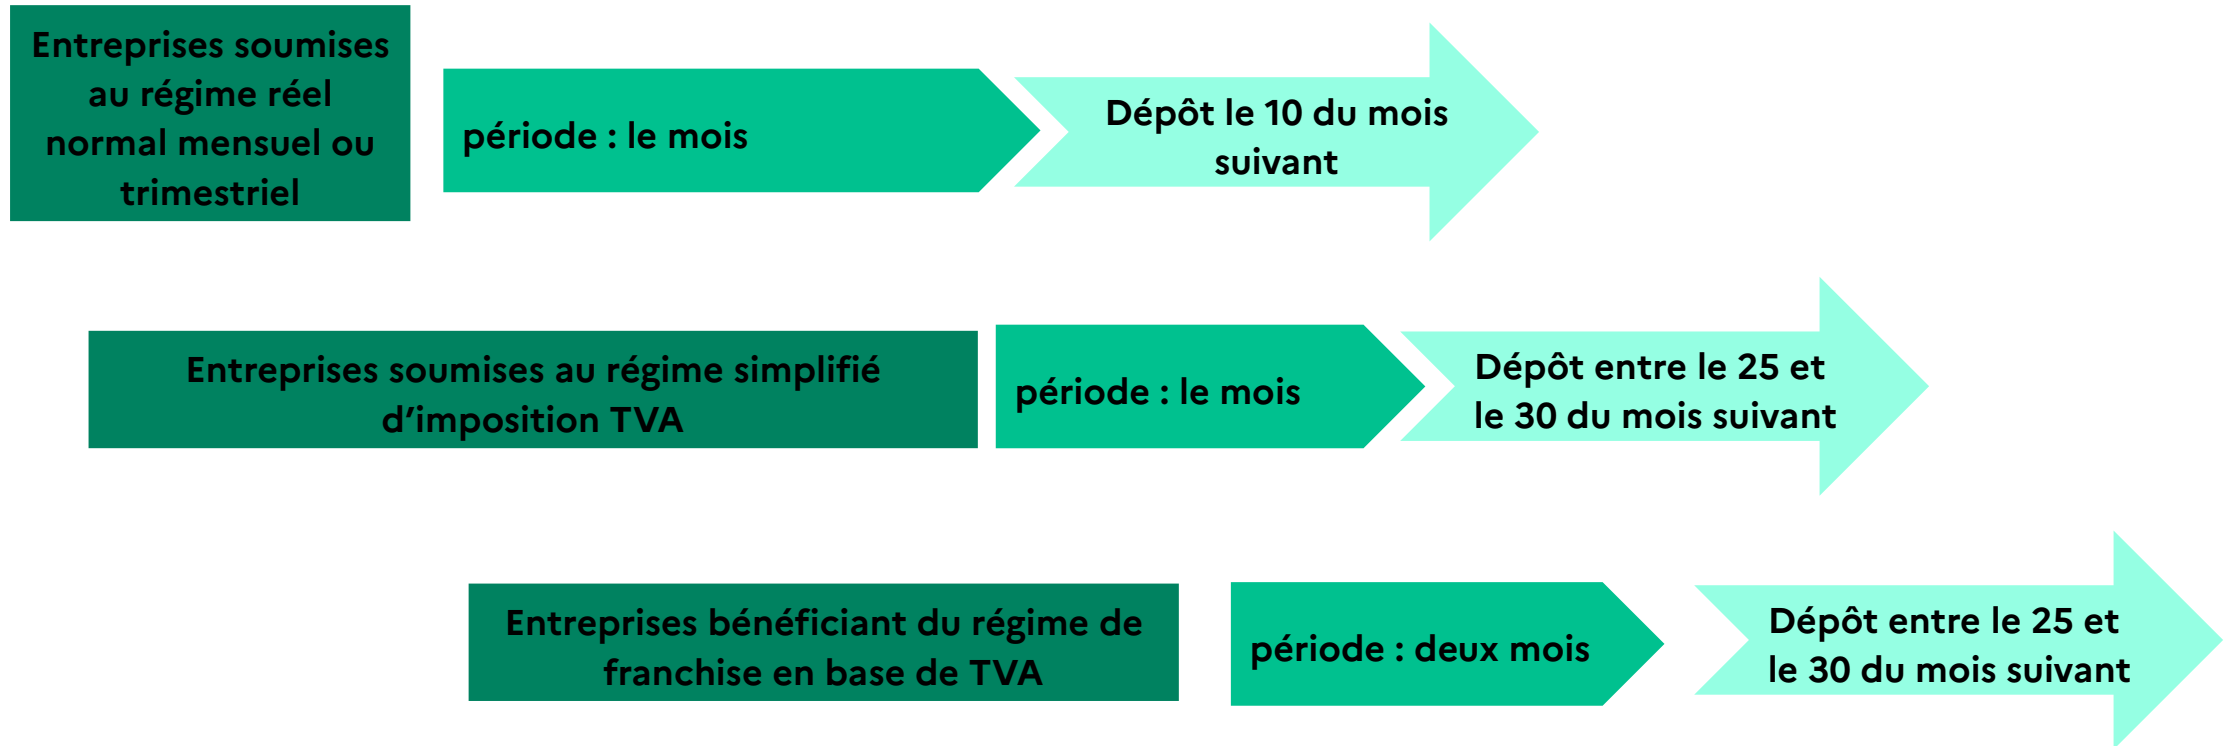 Entreprises soumises
au régime réel
normal mensuel ou
trimestriel
période : le mois
Dépôt le 10 du mois
suivant
Entreprises soumises au régime simplifié
d’imposition TVA
période : le mois
Dépôt entre le 25 et
le 30 du mois suivant
Entreprises bénéficiant du régime de
franchise en base de TVA
période : deux mois
Dépôt entre le 25 et
le 30 du mois suivant